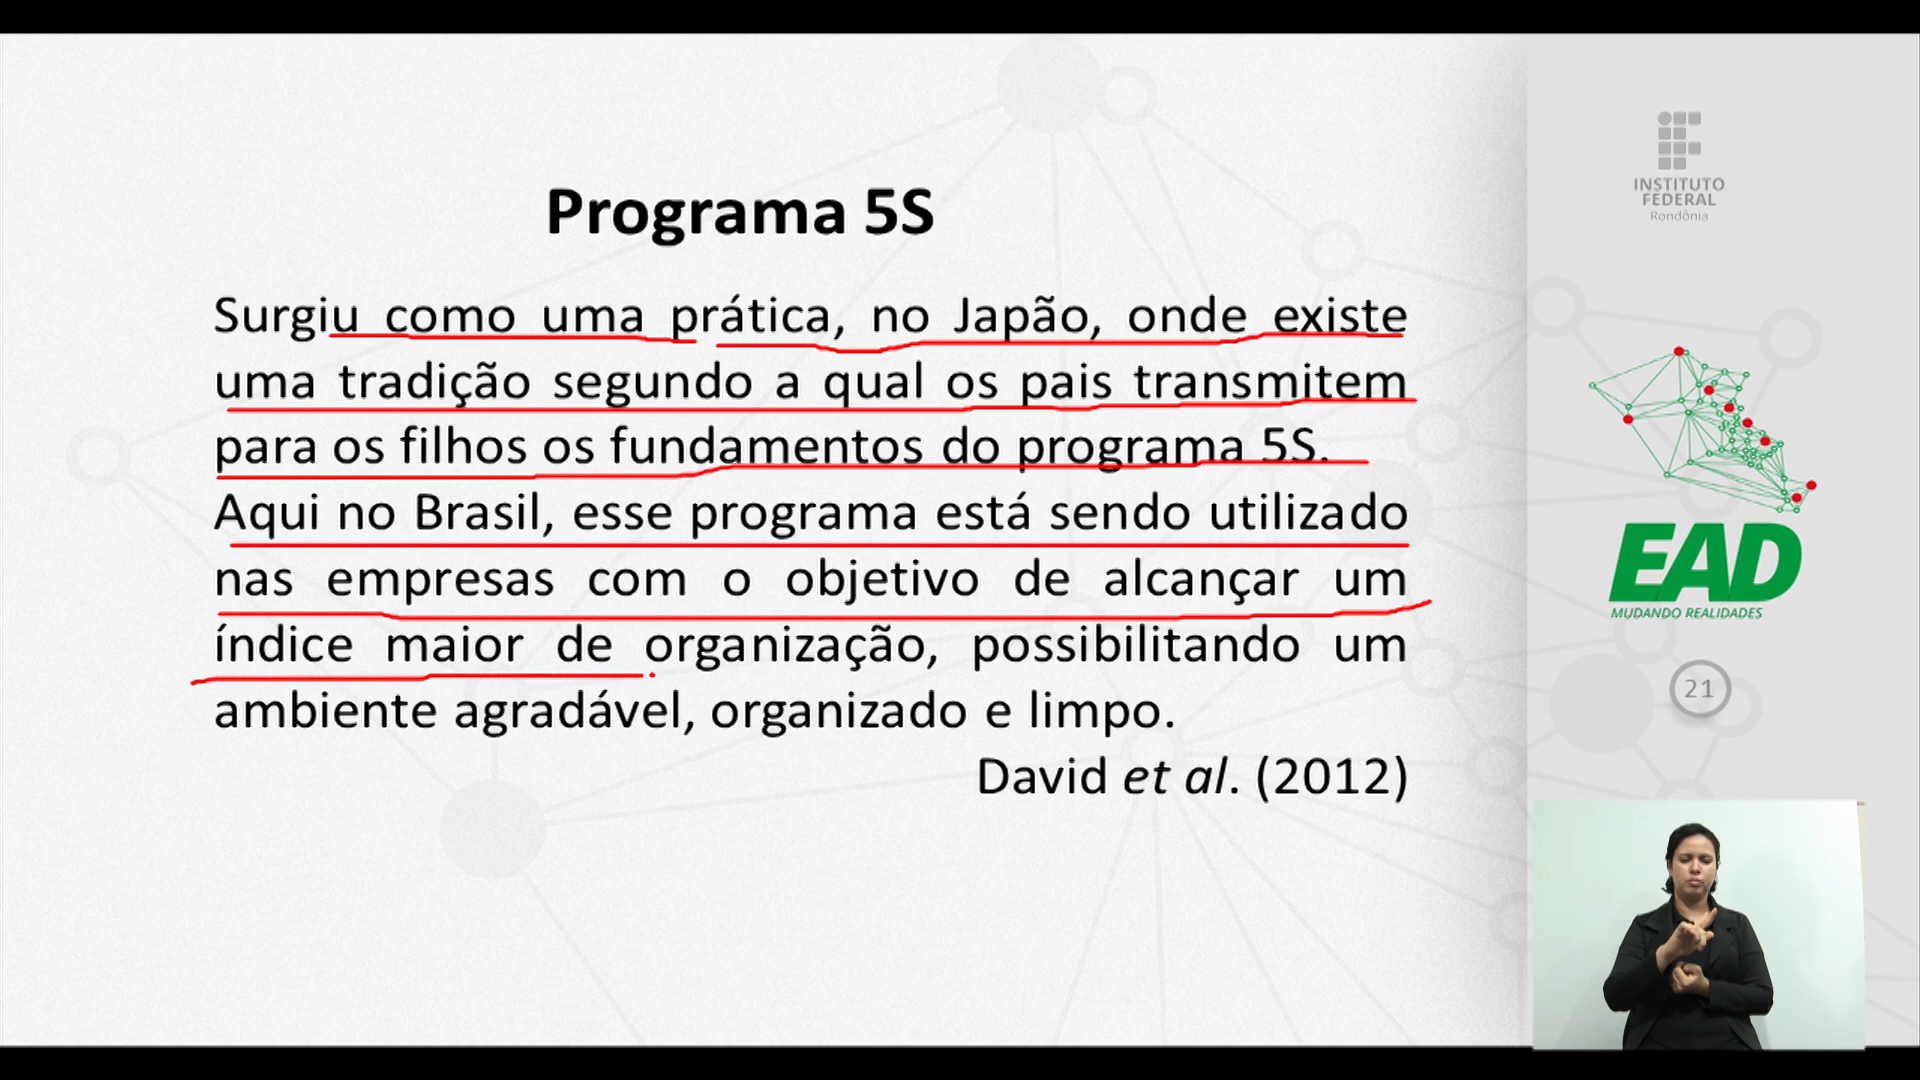 Programa 5S
Surgiu como uma prática, no Japão, onde existe
uma tradição segundo a qual os pais transmitem
para os filhos os fundamentos do programa 5S.
Aqui no Brasil, esse programa está sendo utilizado
nas empresas com o objetivo de alcançar um
índice maior de organização, possibilitando um
ambiente agradável, organizado e limpo.
David et al. (2012)
INSTITUTO
FEDERAL
Rondônia
EAD
MUDANDO REALIDADES
21